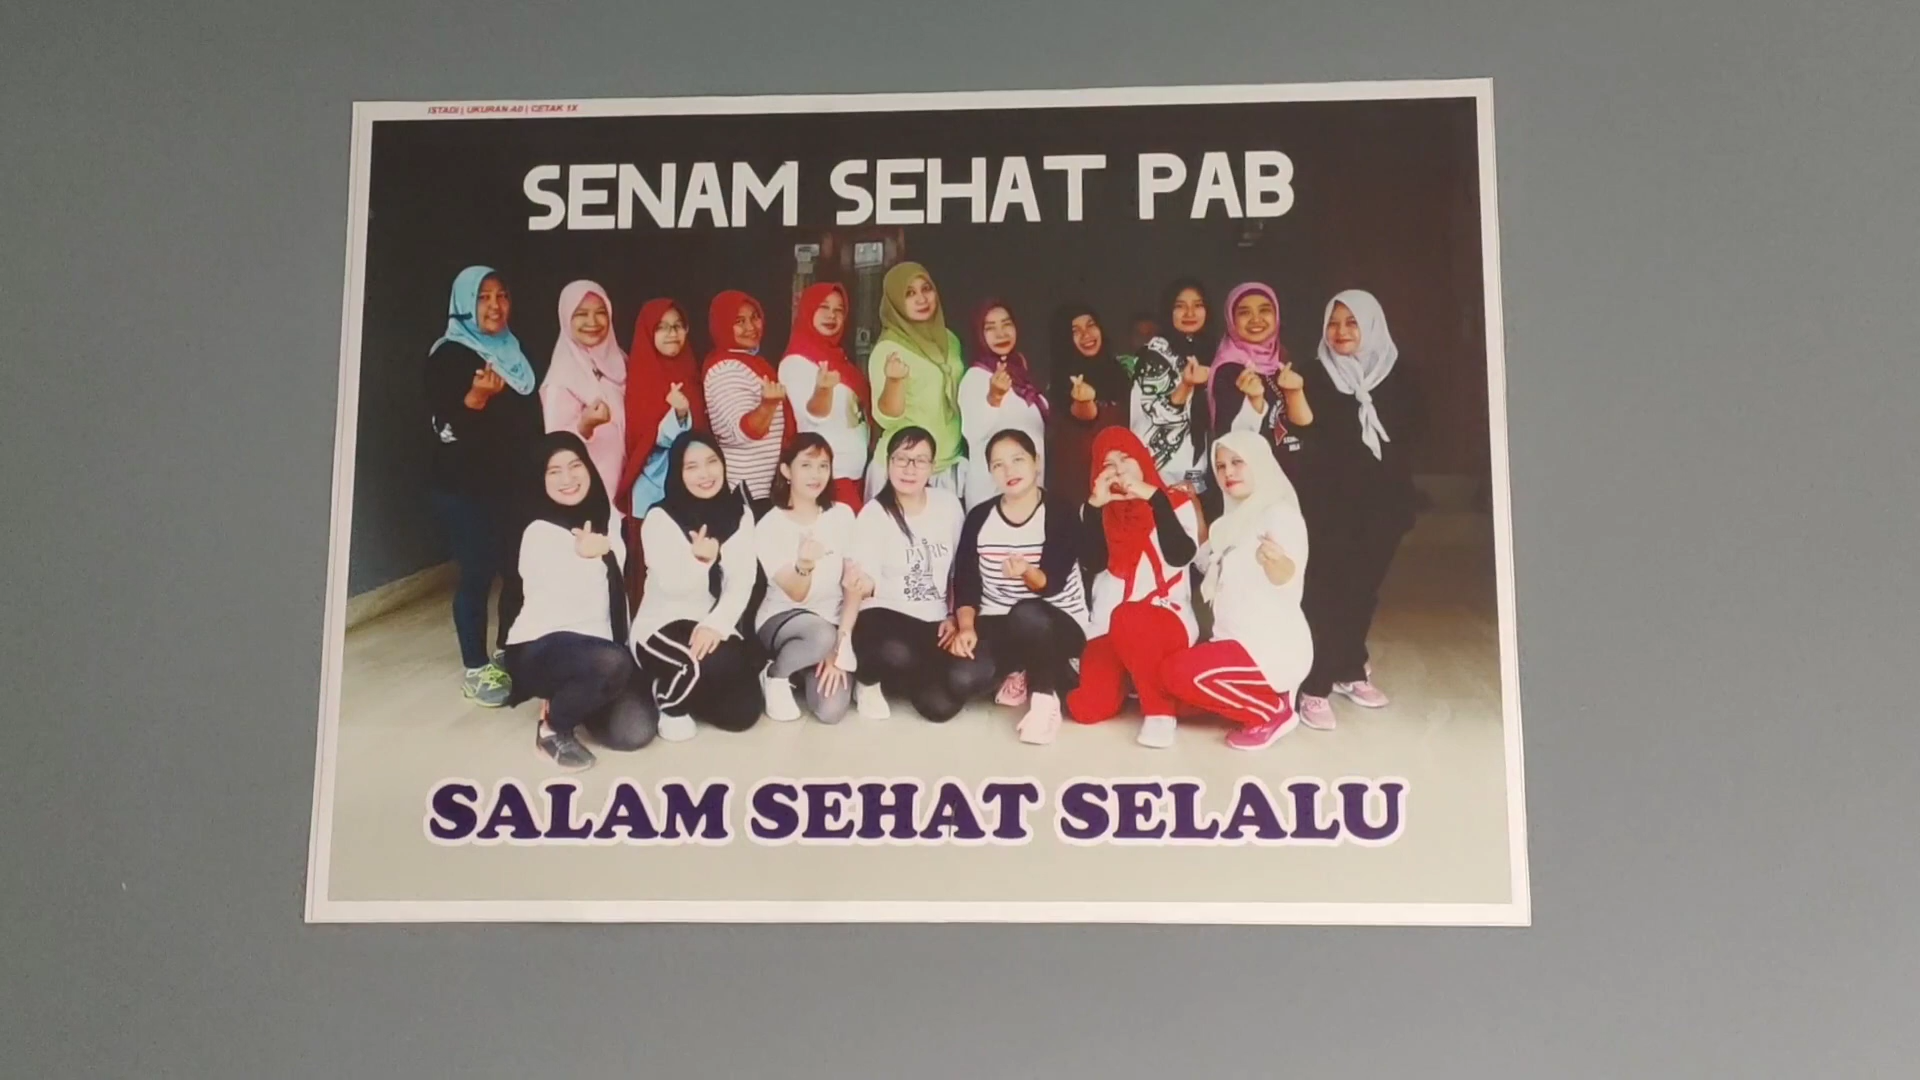 ISTADI | UKURAN A0 | CETAK 1X
SENAM SEHAT PAB
PARIS
SALAM SEHAT SELALU